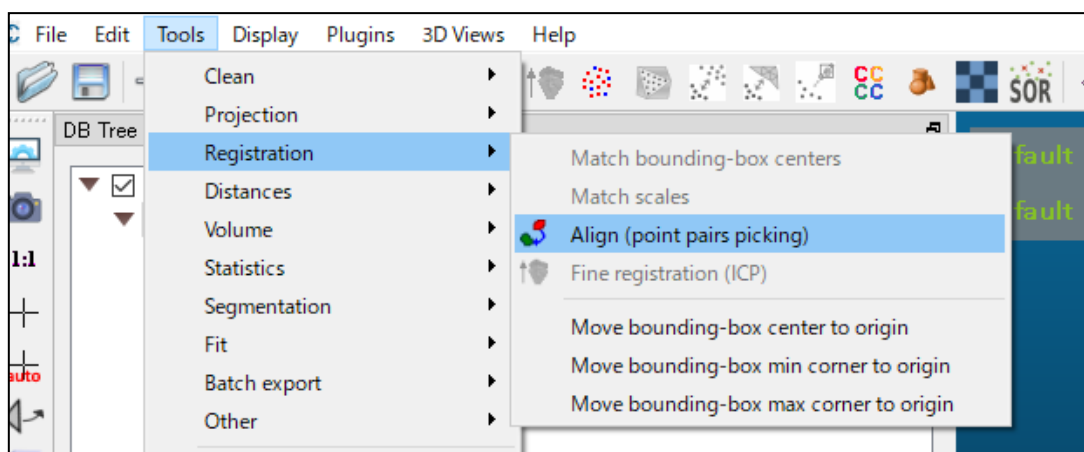 File Edit Tools Display Plugins 3D Views Help
CC
CC
SOR
DB Tree
1:1
auto
Clean
Projection
Registration
Distances
Volume
Statistics
Segmentation
Fit
Batch export
Other
Match bounding-box centers
Match scales
Align (point pairs picking)
Fine registration (ICP)
Move bounding-box center to origin
Move bounding-box min corner to origin
Move bounding-box max corner to origin
fault
fault